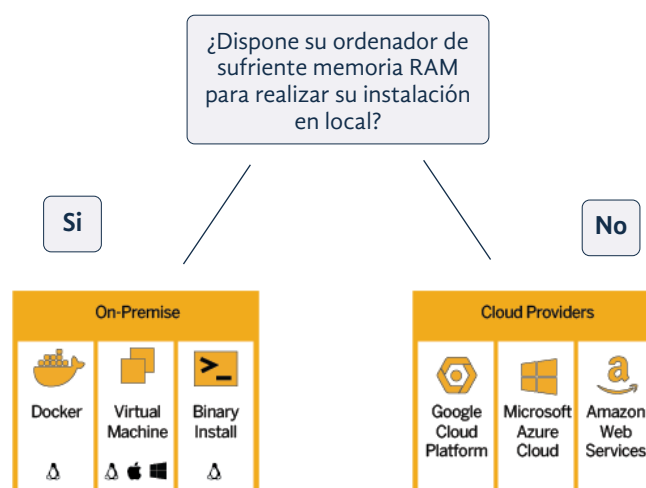 ¿Dispone su ordenador de
sufriente memoria RAM
para realizar su instalación
en local?
Si
No
On-Premise
Docker
Virtual
Machine
Binary
Install
Cloud Providers
Google
Cloud
Platform
Microsoft
Azure
Cloud
Amazon
Web
Services